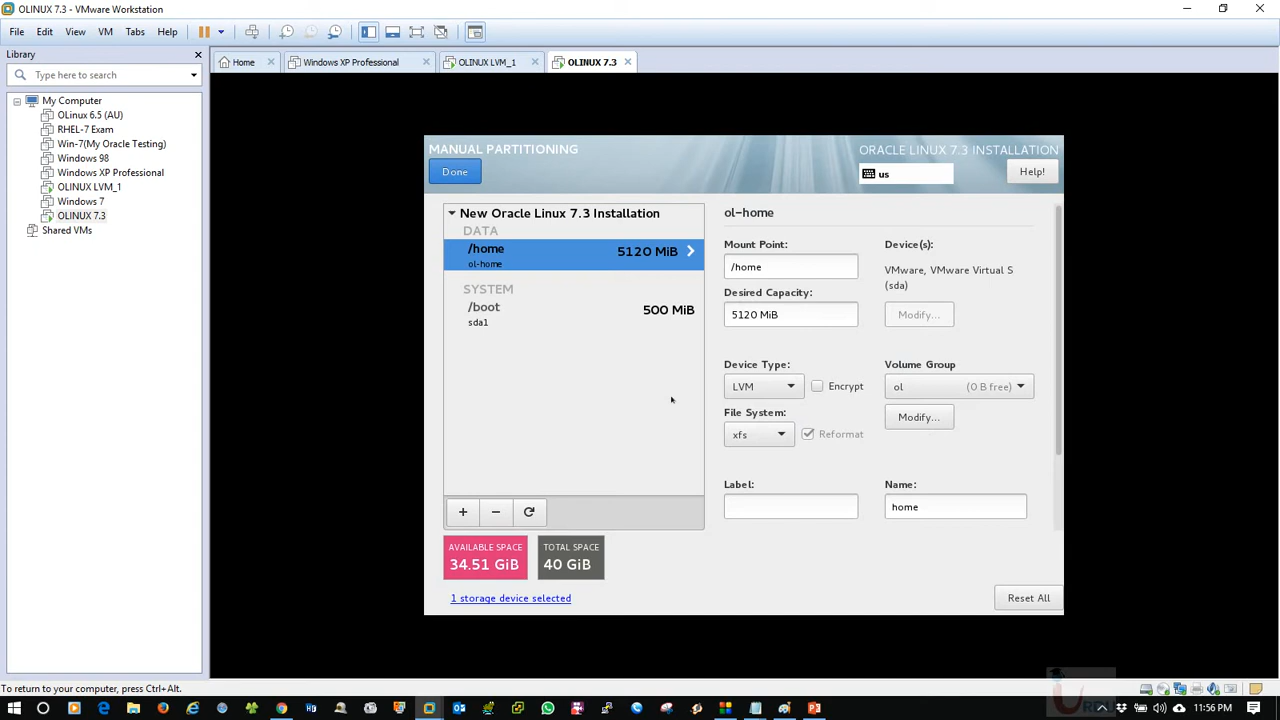 OLINUX 7.3 - VMware Workstation
File Edit View VM Tabs Help
Library
Type here to search
My Computer
OLinux 6.5 (AU)
RHEL-7 Exam
Win-7(My Oracle Testing)
Windows 98
Windows XP Professional
OLINUX LVM_1
Windows 7
OLINUX 7.3
Shared VMs
Home Windows XP Professional OLINUX LVM_1 OLINUX 7.3
MANUAL PARTITIONING
Done
ORACLE LINUX 7.3 INSTALLATION
us
Help!
New Oracle Linux 7.3 Installation
DATA
/home 5120 MiB
ol-home
SYSTEM
/boot 500 MiB
sda1
+ -
AVAILABLE SPACE
34.51 GiB
TOTAL SPACE
40 GiB
1 storage device selected
ol-home
Mount Point:
/home
Device(s):
VMware, VMware Virtual S
(sda)
Desired Capacity:
5120 MiB
Modify...
Device Type:
LVM
Encrypt
Volume Group
ol (0 B free)
File System:
xfs
Reformat
Modify...
Label:
Name:
home
Reset All
To return to your computer, press Ctrl+Alt.
11:56 PM